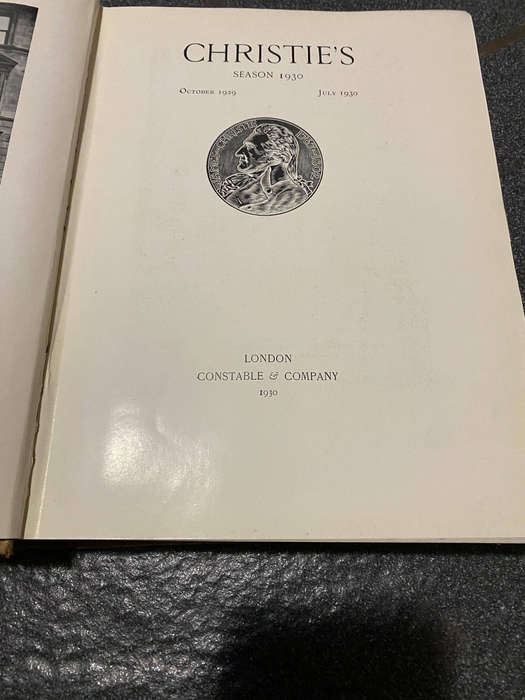 CHRISTIE'S
SEASON 1930
October 1929 July 1930
LONDON
CONSTABLE & COMPANY
1930